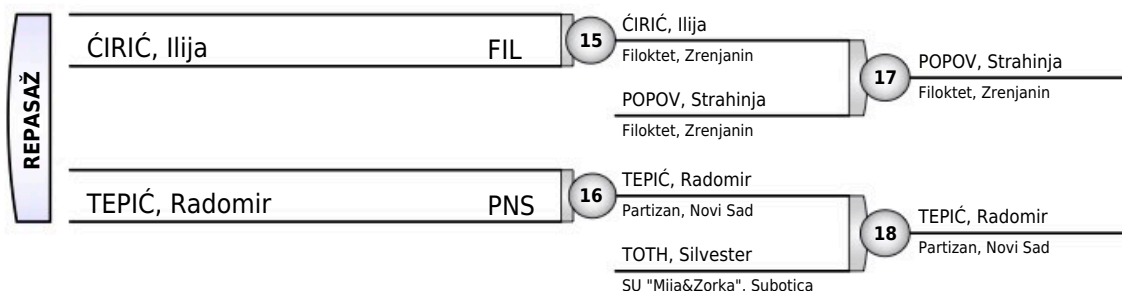 REPASAŽ
ĆIRIĆ, Ilija FIL
15
ĆIRIĆ, Ilija
Filoktet, Zrenjanin
POPOV, Strahinja
Filoktet, Zrenjanin
17
POPOV, Strahinja
Filoktet, Zrenjanin
TEPIĆ, Radomir PNS
16
TEPIĆ, Radomir
Partizan, Novi Sad
TOTH, Silvester
SU "Mija&Zorka", Subotica
18
TEPIĆ, Radomir
Partizan, Novi Sad